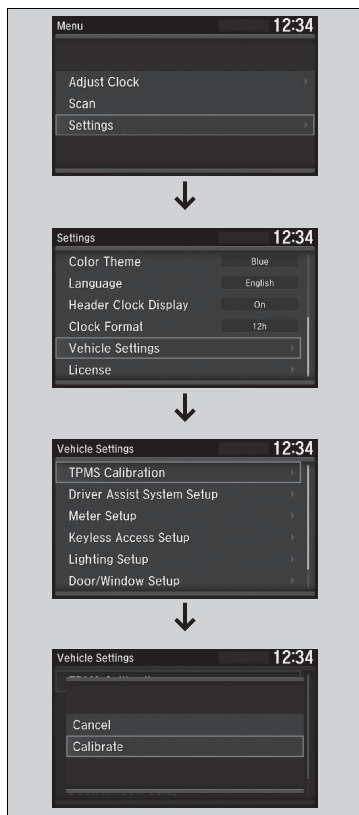 Menu 12:34
Adjust Clock
Scan
Settings
Settings 12:34
Color Theme Blue
Language English
Header Clock Display On
Clock Format 12h
Vehicle Settings
License
Vehicle Settings 12:34
TPMS Calibration
Driver Assist System Setup
Meter Setup
Keyless Access Setup
Lighting Setup
Door/Window Setup
Vehicle Settings 12:34
Cancel
Calibrate